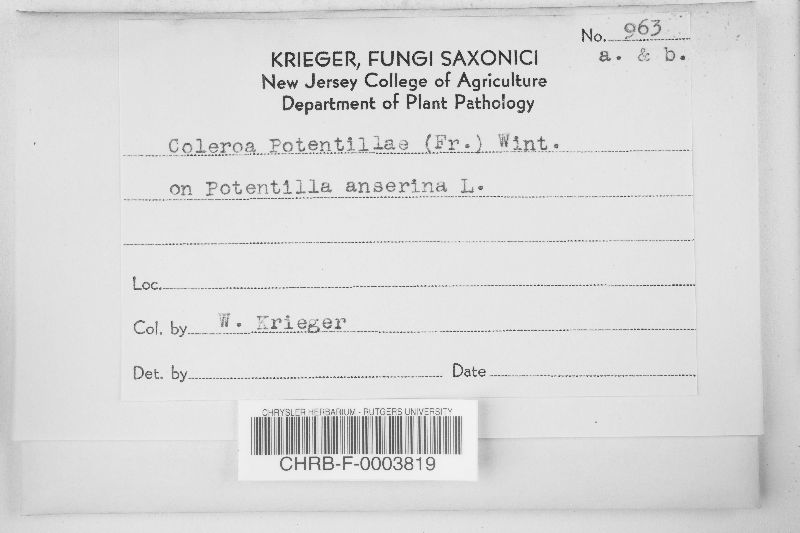 No. 963
a. & b.
KRIEGER, FUNGI SAXONICI
New Jersey College of Agriculture
Department of Plant Pathology
Coleroa Potentillae (Fr.) Wint.
on Potentilla anserina L.
Loc.
Col. by W. Krieger
Det. by Date
CHRYSLER HERBARIUM - RUTGERS UNIVERSITY
CHRB-F-0003819